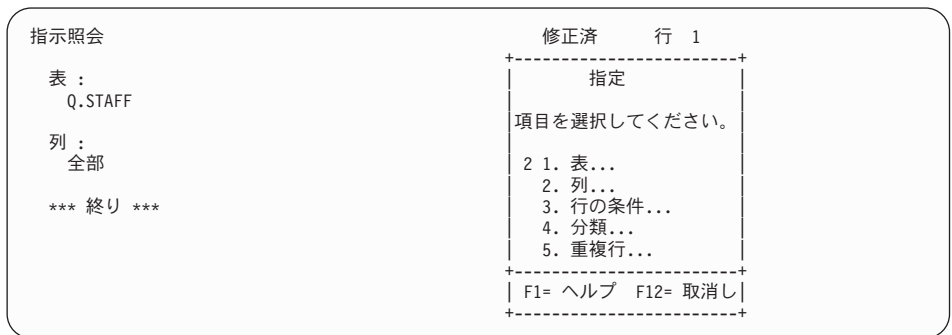 指示照会 修正済 行 1
表 :
Q.STAFF
列 :
全部
*** 終り ***
+-------------------------+
指定
項目を選択してください。
2 1. 表...
2. 列...
3. 行の条件...
4. 分類...
5. 重複行...
+-------------------------+
| F1= ヘルプ F12= 取消し|
+-------------------------+